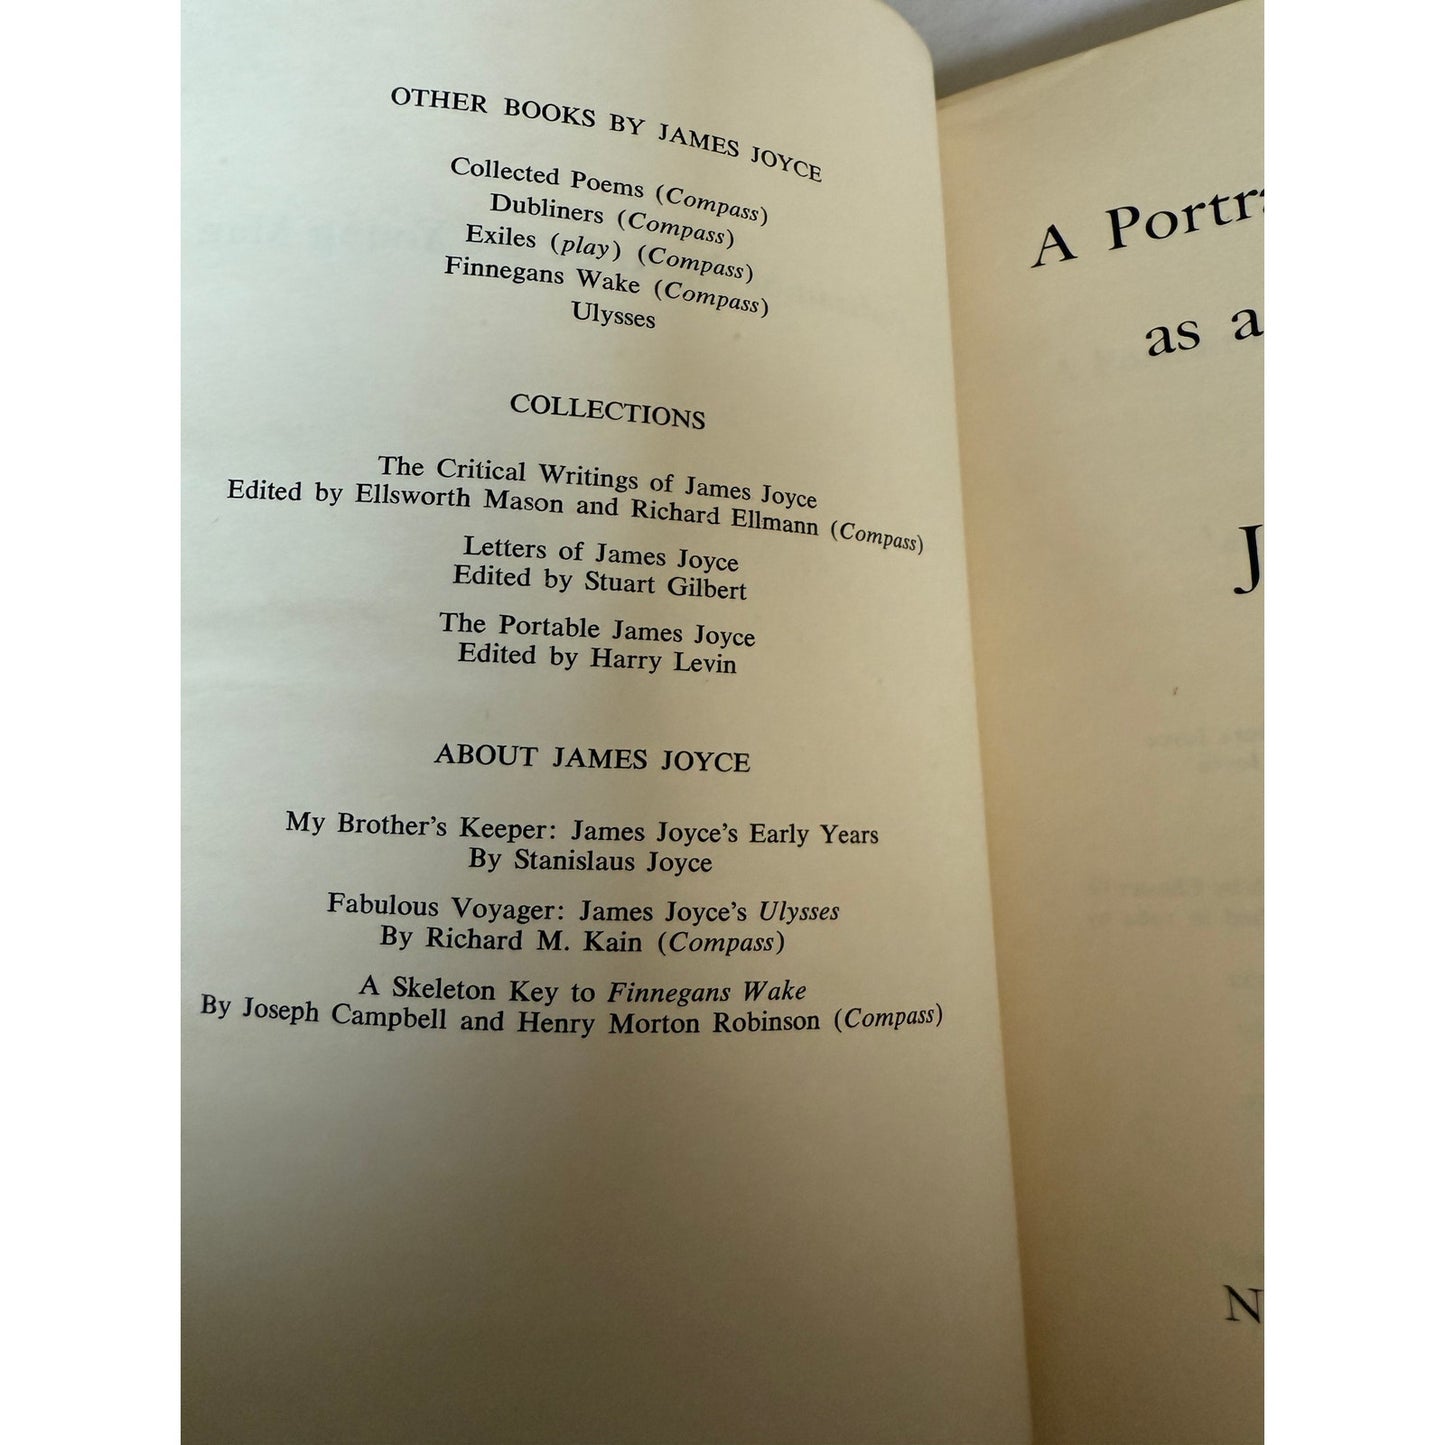 OTHER BOOKS BY JAMES JOYCE
Collected Poems (Compass)
Dubliners (Compass)
Exiles (play) (Compass)
Finnegans Wake (Compass)
Ulysses
COLLECTIONS
The Critical Writings of James Joyce
Edited by Ellsworth Mason and Richard Ellmann (Compass)
Letters of James Joyce
Edited by Stuart Gilbert
The Portable James Joyce
Edited by Harry Levin
ABOUT JAMES JOYCE
My Brother's Keeper: James Joyce's Early Years
By Stanislaus Joyce
Fabulous Voyager: James Joyce's Ulysses
By Richard M. Kain (Compass)
A Skeleton Key to Finnegans Wake
By Joseph Campbell and Henry Morton Robinson (Compass)
A Portra
as a
J
N